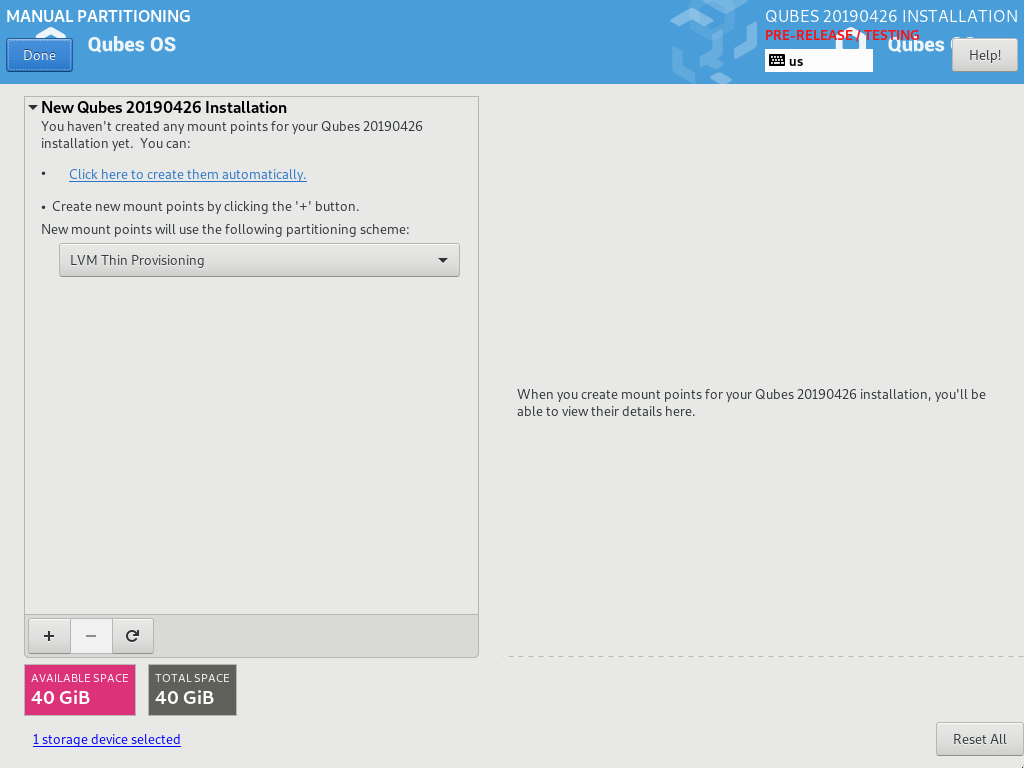 MANUAL PARTITIONING
QUBES 20190426 INSTALLATION
PRE-RELEASE / TESTING
Done
Qubes OS
us
Qubes
Help!
New Qubes 20190426 Installation
You haven't created any mount points for your Qubes 20190426
installation yet.  You can:
• Click here to create them automatically.
• Create new mount points by clicking the '+' button.
New mount points will use the following partitioning scheme:
LVM Thin Provisioning
When you create mount points for your Qubes 20190426 installation, you'll be
able to view their details here.
AVAILABLE SPACE
40 GiB
TOTAL SPACE
40 GiB
1 storage device selected
Reset All